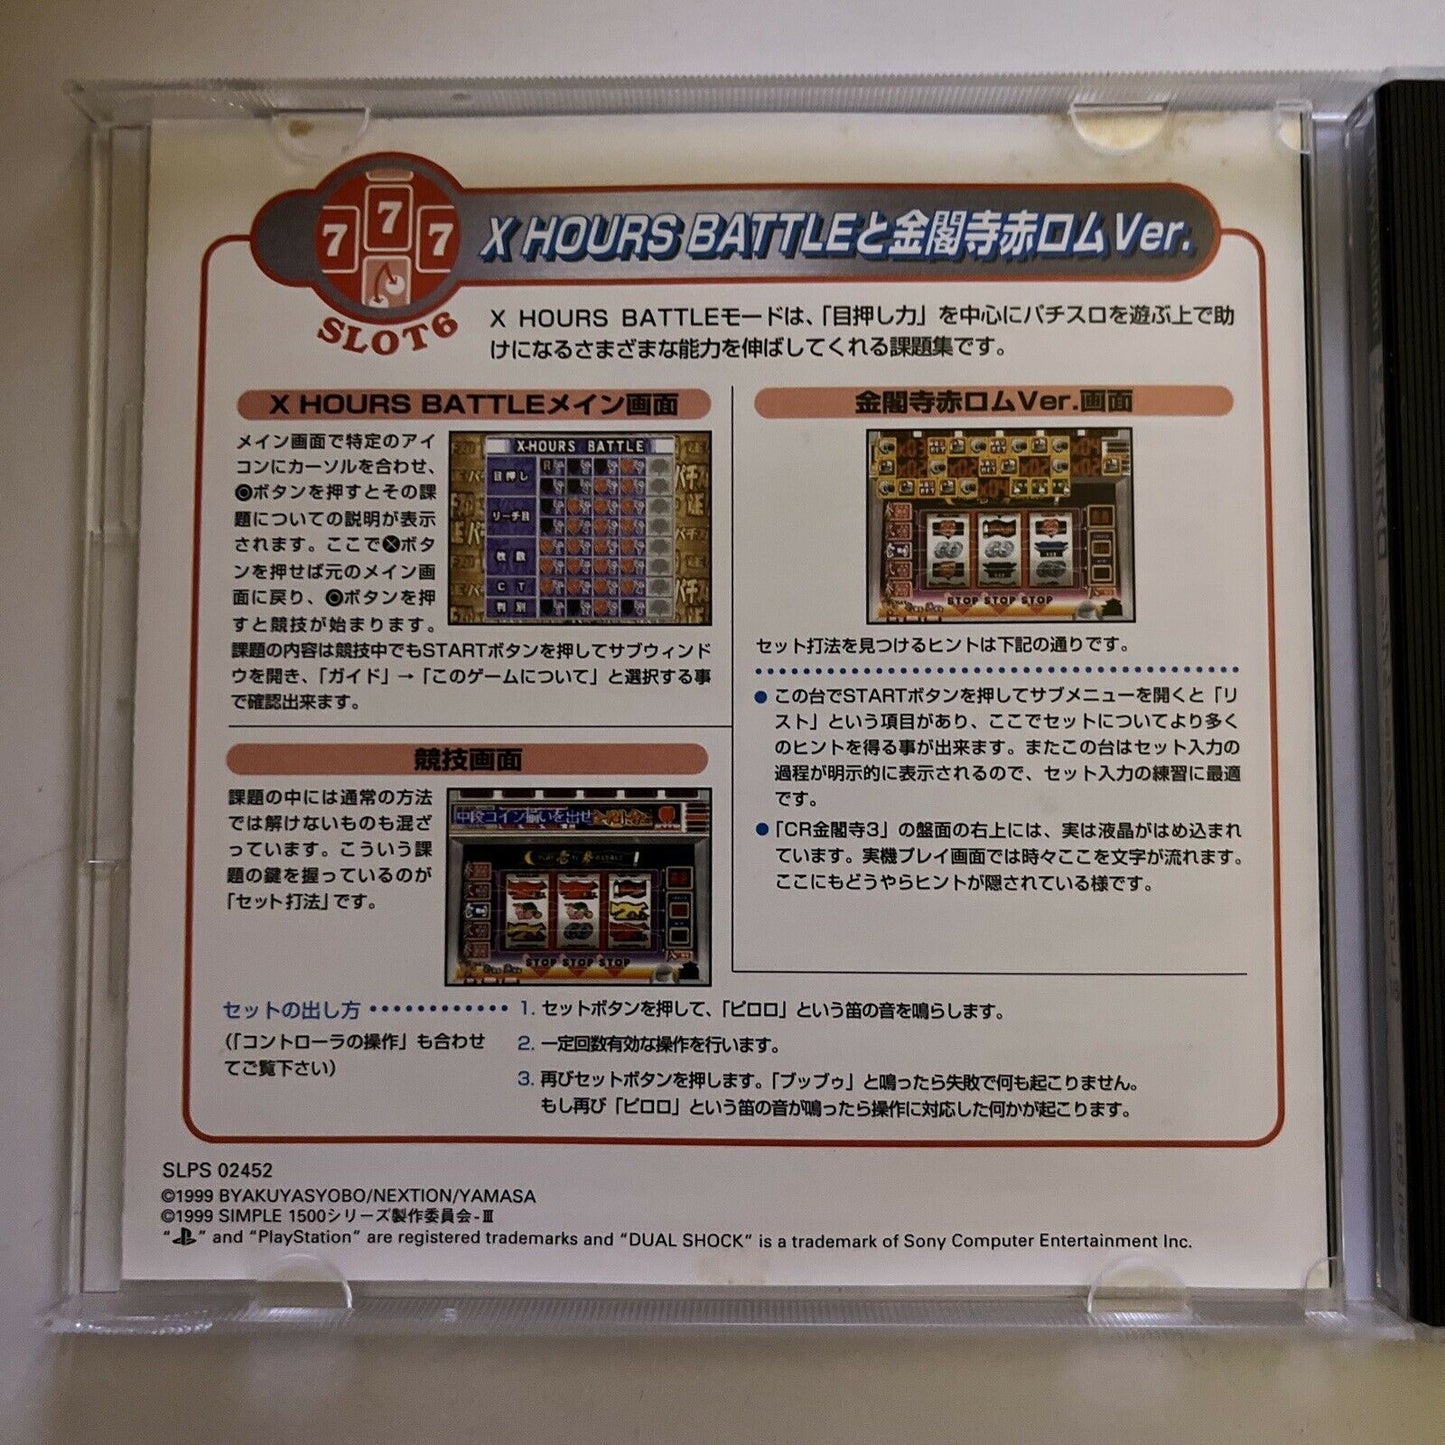 777
SLOT6
X HOURS BATTLEと金閣寺赤ロムVer.
X HOURS BATTLEモードは、「目押し力」を中心にパチスロを遊ぶ上で助
けになるさまざまな能力を伸ばしてくれる課題集です。
X HOURS BATTLEメイン画面
メイン画面で特定のアイ
コンにカーソルを合わせ、
◎ボタンを押すとその課
題についての説明が表示
されます。ここで⊗ボタ
ンを押せば元のメイン画
面に戻り、◎ボタンを押
すと競技が始まります。
課題の内容は競技中でもSTARTボタンを押してサブウィンド
ウを開き、「ガイド」→「このゲームについて」と選択する事
で確認出来ます。
X-HOURS BATTLE
目押し
リーチ目
枚数
CT
判別
競技画面
課題の中には通常の方法
では解けないものも混ざ
っています。こういう課
題の鍵を握っているのが
「セット打法」です。
中段コイン揃いを出せ
STOP STOP STOP
金閣寺赤ロムVer.画面
STOP STOP STOP
セット打法を見つけるヒントは下記の通りです。
● この台でSTARTボタンを押してサブメニューを開くと「リ
スト」という項目があり、ここでセットについてより多く
のヒントを得る事が出来ます。またこの台はセット入力の
過程が明示的に表示されるので、セット入力の練習に最適
です。
● 「CR金閣寺3」の盤面の右上には、実は液晶がはめ込まれ
ています。実機プレイ画面では時々ここを文字が流れます。
ここにもどうやらヒントが隠されている様です。
セットの出し方
(「コントローラの操作」も合わせ
てご覧下さい)
1. セットボタンを押して、「ピロロ」という笛の音を鳴らします。
2. 一定回数有効な操作を行います。
3. 再びセットボタンを押します。「ブッブゥ」と鳴ったら失敗で何も起こりません。
もし再び「ピロロ」という笛の音が鳴ったら操作に対応した何かが起こります。
SLPS 02452
©1999 BYAKUYASYOBO/NEXTION/YAMASA
©1999 SIMPLE 1500シリーズ製作委員会-Ⅲ
“ ” and “PlayStation” are registered trademarks and “DUAL SHOCK” is a trademark of Sony Computer Entertainment Inc.